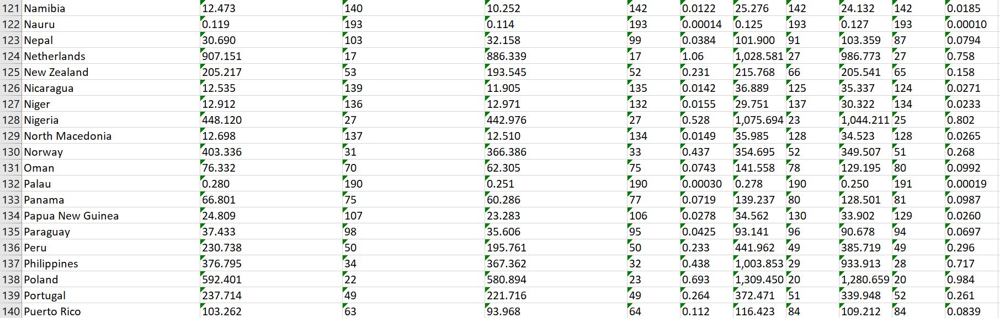 121 Namibia 12.473 140 10.252 142 0.0122 25.276 142 24.132 142 0.0185
122 Nauru 0.119 193 0.114 193 0.00014 0.125 193 0.127 193 0.00010
123 Nepal 30.690 103 32.158 99 0.0384 101.900 91 103.359 87 0.0794
124 Netherlands 907.151 17 886.339 17 1.06 1,028.581 27 986.773 27 0.758
125 New Zealand 205.217 53 193.545 52 0.231 215.768 66 205.541 65 0.158
126 Nicaragua 12.535 139 11.905 135 0.0142 36.889 125 35.337 124 0.0271
127 Niger 12.912 136 12.971 132 0.0155 29.751 137 30.322 134 0.0233
128 Nigeria 448.120 27 442.976 27 0.528 1,075.694 23 1,044.211 25 0.802
129 North Macedonia 12.698 137 12.510 134 0.0149 35.985 128 34.523 128 0.0265
130 Norway 403.336 31 366.386 33 0.437 354.695 52 349.507 51 0.268
131 Oman 76.332 70 62.305 75 0.0743 141.558 78 129.195 80 0.0992
132 Palau 0.280 190 0.251 190 0.00030 0.278 190 0.250 191 0.00019
133 Panama 66.801 75 60.286 77 0.0719 139.237 80 128.501 81 0.0987
134 Papua New Guinea 24.809 107 23.283 106 0.0278 34.562 130 33.902 129 0.0260
135 Paraguay 37.433 98 35.606 95 0.0425 93.141 96 90.678 94 0.0697
136 Peru 230.738 50 195.761 50 0.233 441.962 49 385.719 49 0.296
137 Philippines 376.795 34 367.362 32 0.438 1,003.853 29 933.913 28 0.717
138 Poland 592.401 22 580.894 23 0.693 1,309.450 20 1,280.659 20 0.984
139 Portugal 237.714 49 221.716 49 0.264 372.471 51 339.948 52 0.261
140 Puerto Rico 103.262 63 93.968 64 0.112 116.423 84 109.212 84 0.0839